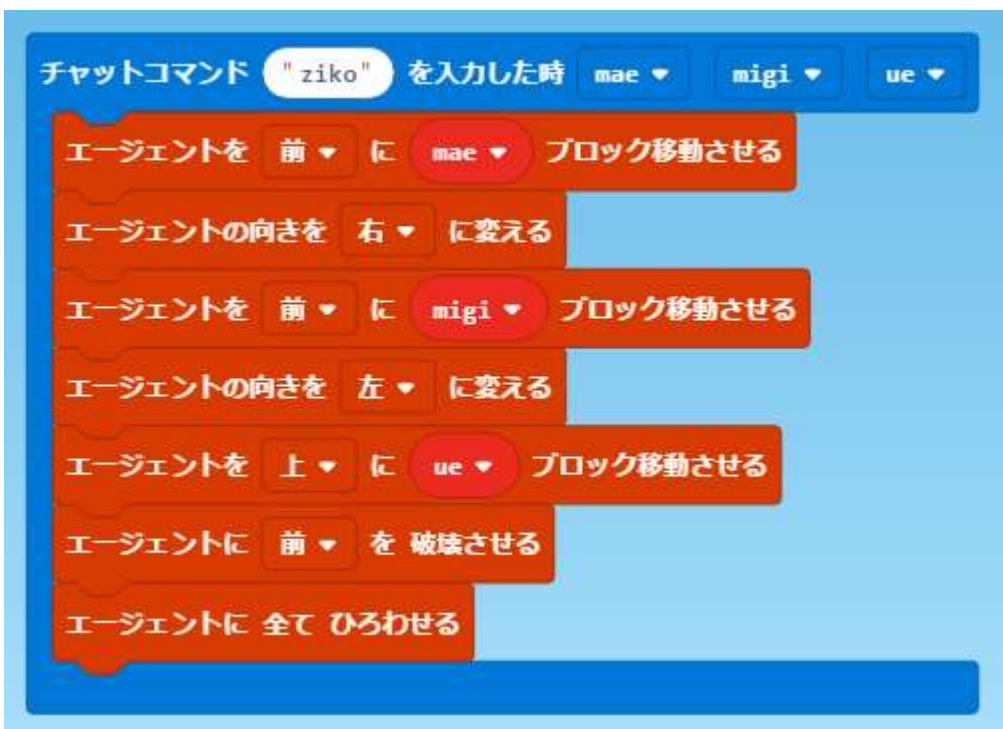 チャットコマンド "ziko" を入力した時 mae migi ue
エージェントを 前 に mae ブロック移動させる
エージェントの向きを 右 に変える
エージェントを 前 に migi ブロック移動させる
エージェントの向きを 左 に変える
エージェントを 上 に ue ブロック移動させる
エージェントに 前 を 破壊させる
エージェントに 全て ひろわせる